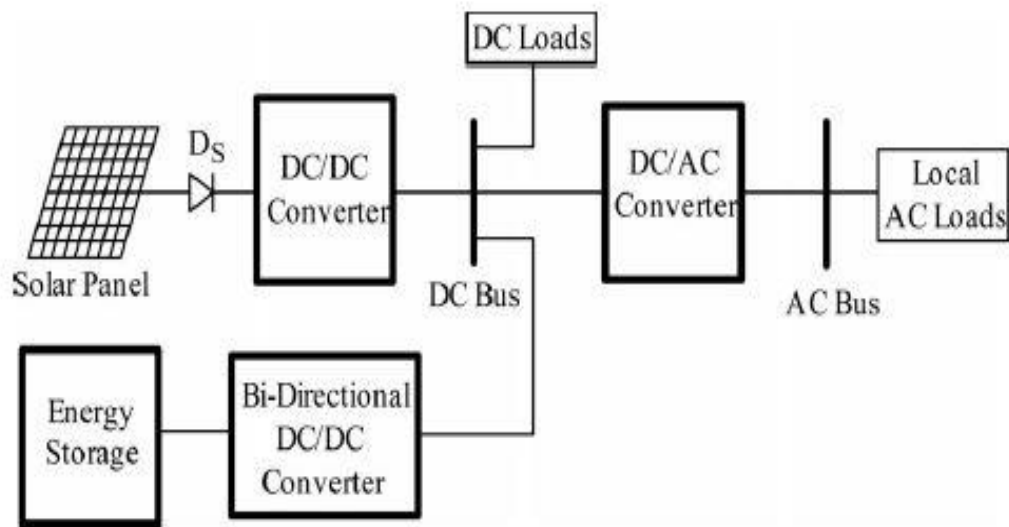 DC Loads
D_S
DC/DC
Converter
DC/AC
Converter
Local
AC Loads
Solar Panel
DC Bus
AC Bus
Energy
Storage
Bi-Directional
DC/DC
Converter